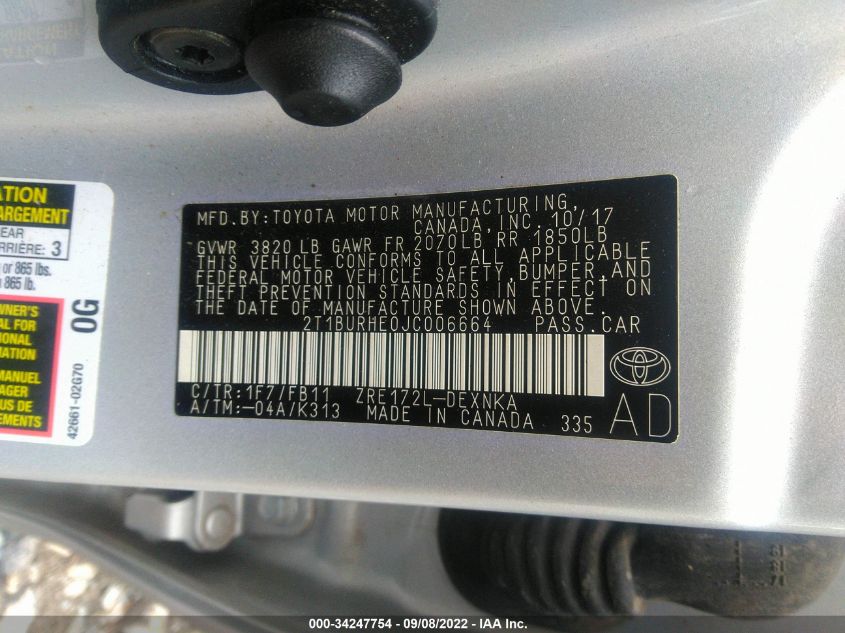 ARGEMENT
ATION
ATION
ARGEMENT
EAR
ARRIÈRE: 3
g or 865 lbs.
865 lb.
OWNER'S
AL FOR
IONAL
MATION
MANUEL
AGER
US DE
EMENTS
0G
42661-02G70
MFD.BY:TOYOTA MOTOR MANUFACTURING,
CANADA,INC. 10/17
GVWR 3820 LB GAWR FR 2070LB RR 1850LB
THIS VEHICLE CONFORMS TO ALL APPLICABLE
FEDERAL MOTOR VEHICLE SAFETY,BUMPER,AND
THEFT PREVENTION STANDARDS IN EFFECT ON
THE DATE OF MANUFACTURE SHOWN ABOVE.
2T1BURHE0JC006664 PASS.CAR
C/TR:1F7/FB11 ZRE172L-DEXNKA
A/TM:-04A/K313 MADE IN CANADA 335
AD
000-34247754 - 09/08/2022 - IAA Inc.